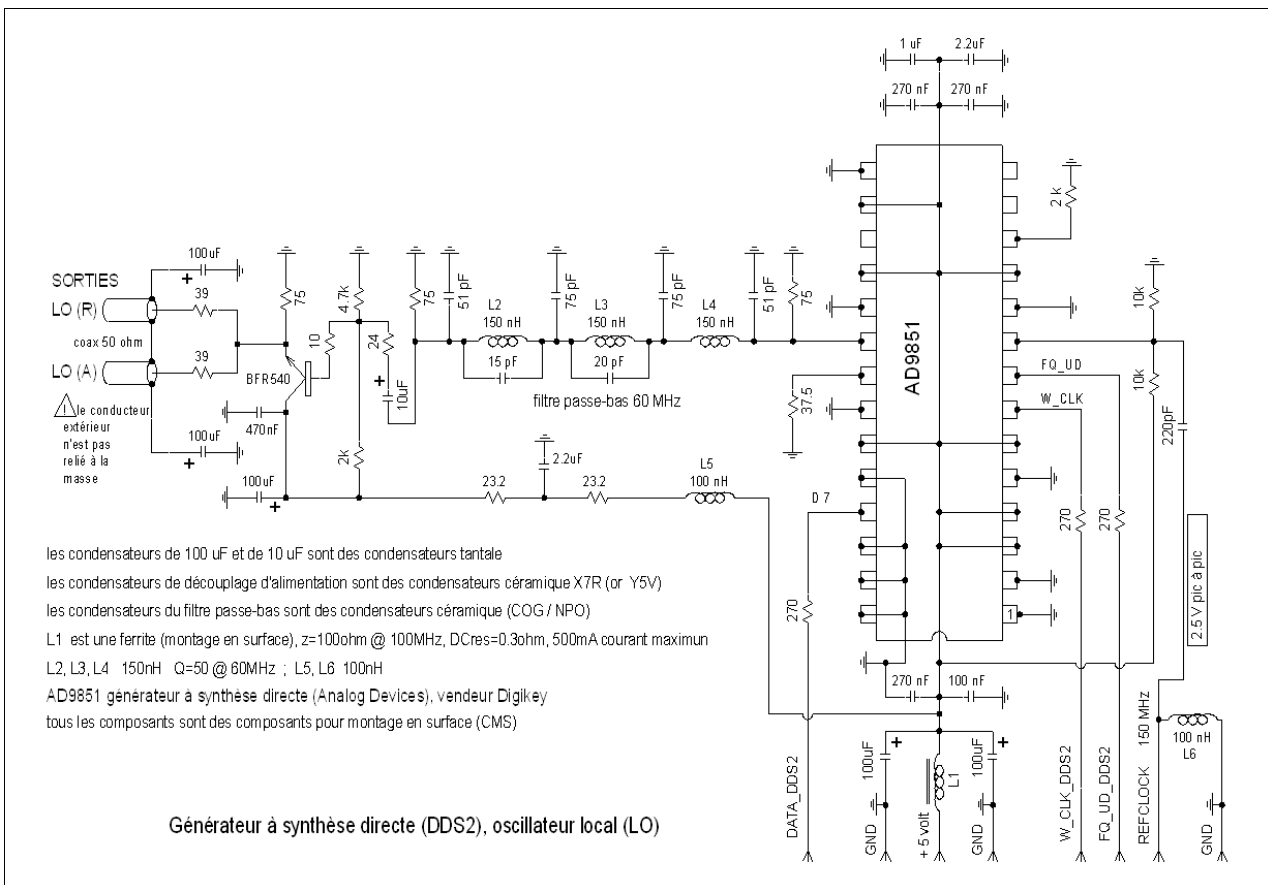 1 uF
2.2uF
270 nF
270 nF
2 k
100uF
SORTIES
LO (R)
39
75
4.7k
75
51 pF
75 pF
75 pF
51 pF
75
L2
150 nH
L3
150 nH
L4
150 nH
10k
coax 50 ohm
10
24
15 pF
20 pF
AD9851
LO (A)
39
BFR540
10uF
filtre passe-bas 60 MHz
37.5
FQ_UD
10k
W_CLK
220pF
⚠ le conducteur
extérieur
n'est pas
relié à la
masse
470 nF
100uF
2k
2.2uF
L5
100 nH
100uF
23.2
23.2
D 7
270
270
270
1
2.5 V pic à pic
les condensateurs de 100 uF et de 10 uF sont des condensateurs tantale
les condensateurs de découplage d'alimentation sont des condensateurs céramique X7R (or Y5V)
les condensateurs du filtre passe-bas sont des condensateurs céramique (COG / NPO)
L1 est une ferrite (montage en surface), z=100ohm @ 100MHz, DCres=0.3ohm, 500mA courant maximun
L2, L3, L4 150nH Q=50 @ 60MHz ; L5, L6 100nH
AD9851 générateur à synthèse directe (Analog Devices), vendeur Digikey
tous les composants sont des composants pour montage en surface (CMS)
270 nF
100 nF
100uF
L1
100uF
150 MHz
100 nH
L6
DATA_DDS2
GND
+ 5 volt
GND
W_CLK_DDS2
FQ_UD_DDS2
REFCLOCK
GND
Générateur à synthèse directe (DDS2), oscillateur local (LO)